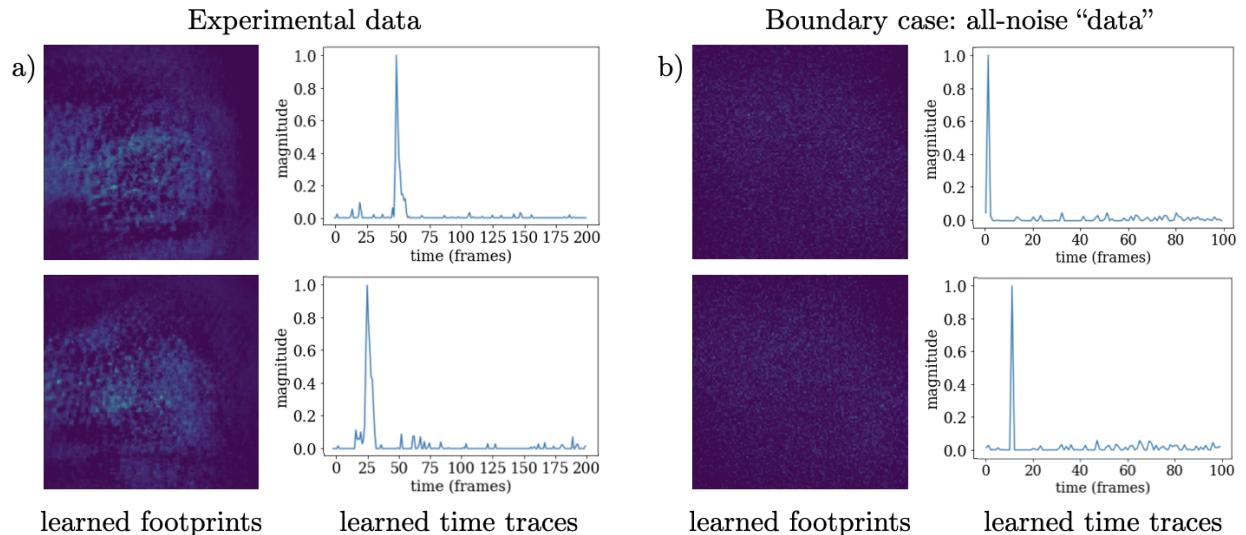 Experimental data
Boundary case: all-noise “data”
a)
1.0
0.8
0.6
0.4
0.2
0.0
magnitude
0 25 50 75 100 125 150 175 200
time (frames)
b)
1.0
0.8
0.6
0.4
0.2
0.0
magnitude
0 20 40 60 80 100
time (frames)
1.0
0.8
0.6
0.4
0.2
0.0
magnitude
0 25 50 75 100 125 150 175 200
time (frames)
1.0
0.8
0.6
0.4
0.2
0.0
magnitude
0 20 40 60 80 100
time (frames)
learned footprints
learned time traces
learned footprints
learned time traces